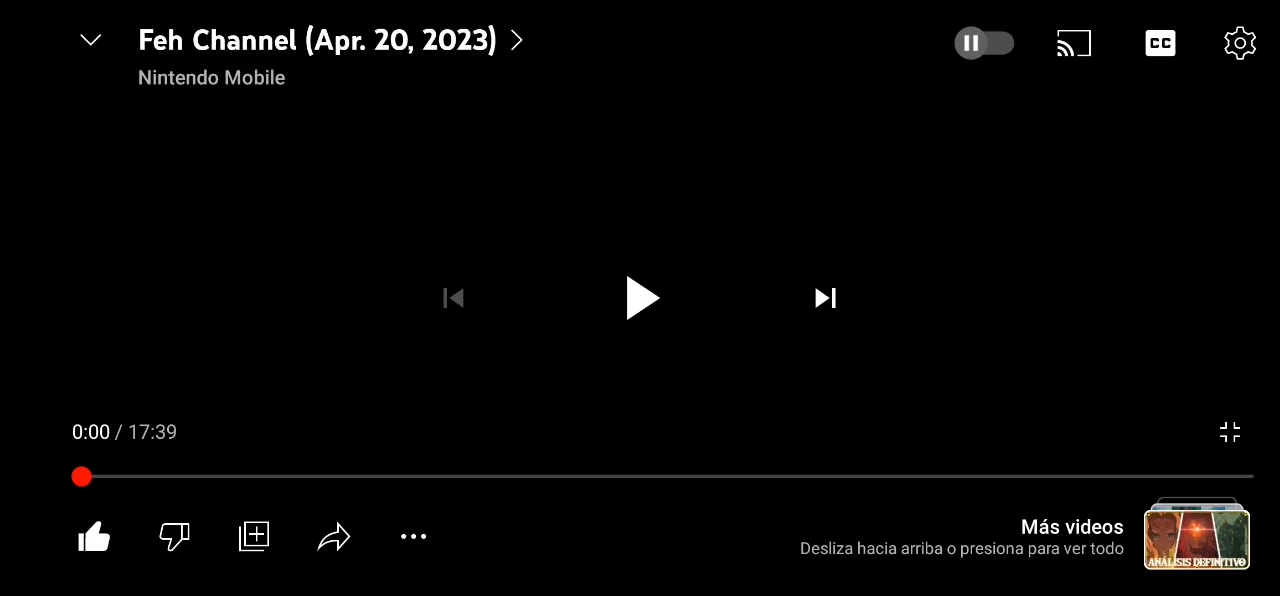 Feh Channel (Apr. 20, 2023)
Nintendo Mobile
CC
0:00 / 17:39
Más videos
Desliza hacia arriba o presiona para ver todo
ANÁLISIS DEFINITIVO